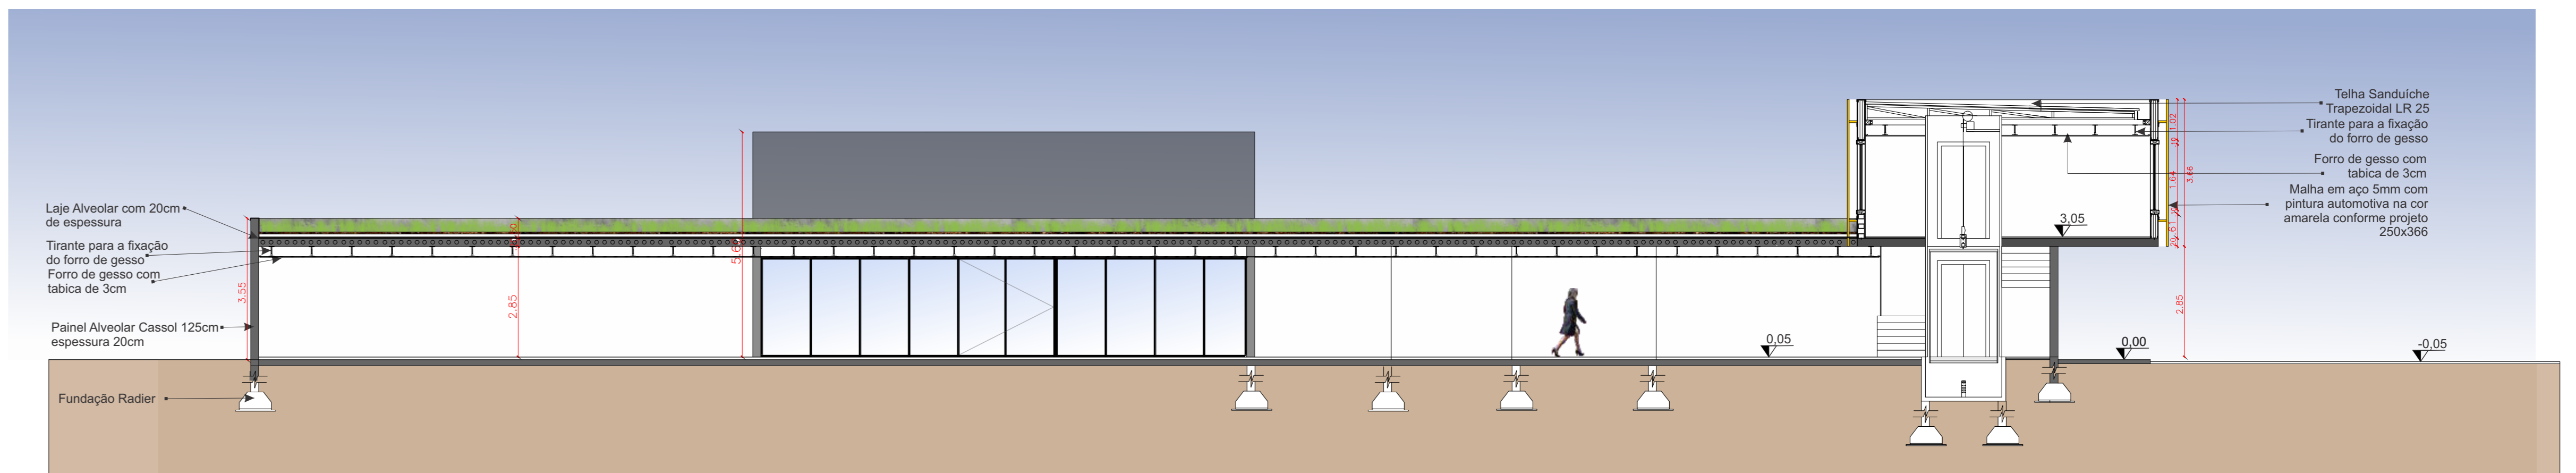 Laje Alveolar com 20cm
de espessura
Tirante para a fixação
do forro de gesso
Forro de gesso com
tabica de 3cm
Painel Alveolar Cassol 125cm
espessura 20cm
Fundação Radier
3.55
2.85
0,05
3,05
0,00
-0,05
Telha Sanduíche
Trapezoidal LR 25
Tirante para a fixação
do forro de gesso
Forro de gesso com
tabica de 3cm
Malha em aço 5mm com
pintura automotiva na cor
amarela conforme projeto
250x366
1.02
1.64
3.66
2.85